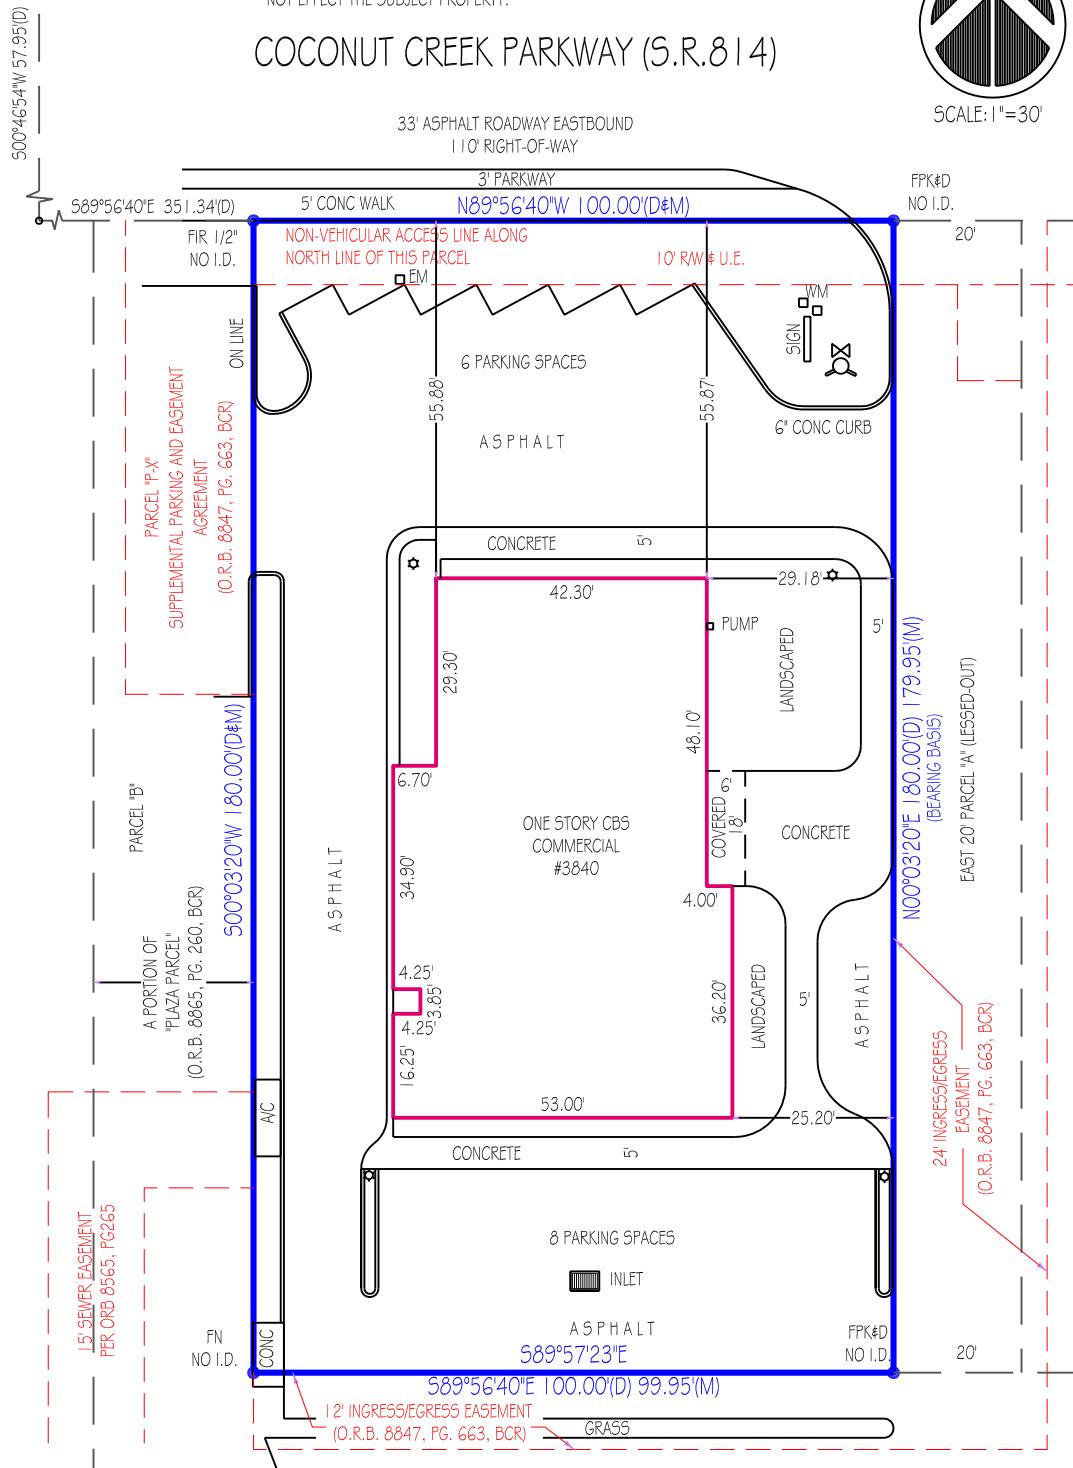 NOT EFFECT THE SUBJECT PROPERTY.
COCONUT CREEK PARKWAY (S.R.814)
SCALE: 1"=30'
S00°46'54"W 57.95'(D)
33' ASPHALT ROADWAY EASTBOUND
110' RIGHT-OF-WAY
3' PARKWAY
S89°56'40"E 351.34'(D)
5' CONC WALK
N89°56'40"W 100.00'(D&M)
FPK&D
NO I.D.
20'
FIR 1/2"
NO I.D.
NON-VEHICULAR ACCESS LINE ALONG
NORTH LINE OF THIS PARCEL
10' R/W & U.E.
EM
WM
SIGN
ON LINE
6 PARKING SPACES
55.88'
55.87'
6" CONC CURB
ASPHALT
PARCEL "P-X"
SUPPLEMENTAL PARKING AND EASEMENT
AGREEMENT
(O.R.B. 8847, PG. 663, BCR)
CONCRETE
5'
42.30'
29.18'
PUMP
LANDSCAPED
5'
29.30'
48.10'
6.70'
6'
COVERED
18'
CONCRETE
ONE STORY CBS
COMMERCIAL
#3840
34.90'
4.00'
S00°03'20"W 180.00'(D&M)
N00°03'20"E 180.00'(D) 179.95'(M)
(BEARING BASIS)
EAST 20' PARCEL "A" (LESSED-OUT)
PARCEL "B"
ASPHALT
A PORTION OF
"PLAZA PARCEL"
(O.R.B. 8865, PG. 260, BCR)
4.25'
3.85'
4.25'
16.25'
36.20'
LANDSCAPED
5'
ASPHALT
24' INGRESS/EGRESS
EASEMENT
(O.R.B. 8847, PG. 663, BCR)
A/C
53.00'
25.20'
CONCRETE
5'
15' SEWER EASEMENT
PER ORB 8565, PG265
8 PARKING SPACES
INLET
ASPHALT
FN
NO I.D.
CONC
S89°57'23"E
FPK&D
NO I.D.
20'
S89°56'40"E 100.00'(D) 99.95'(M)
12' INGRESS/EGRESS EASEMENT
(O.R.B. 8847, PG. 663, BCR)
GRASS